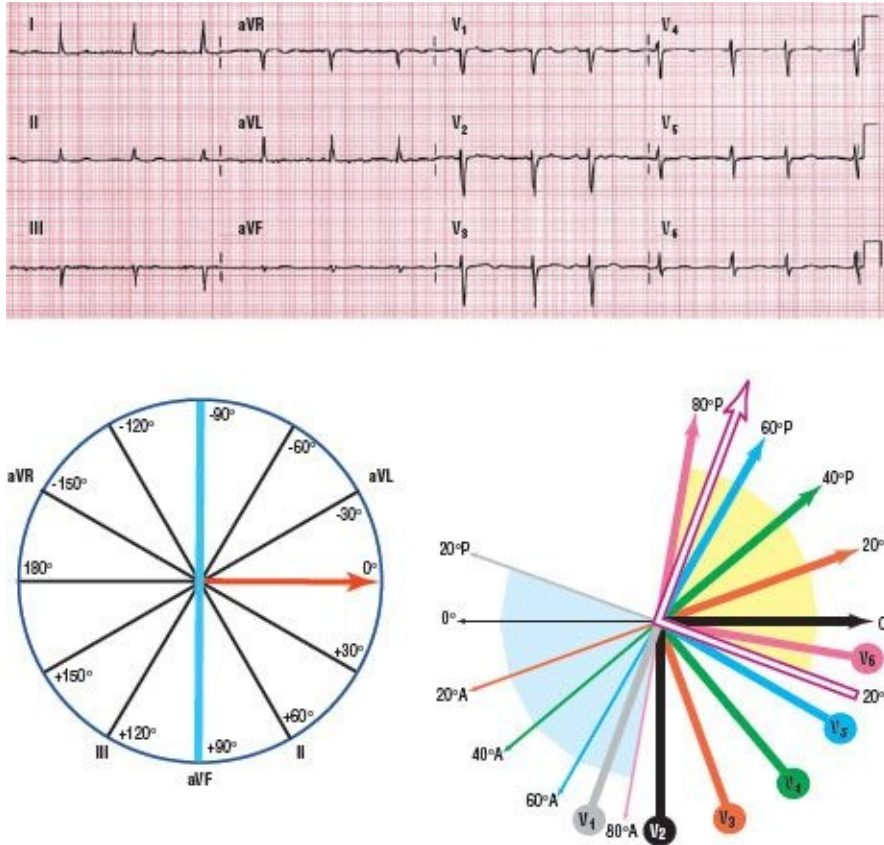 I aVR V₁ V₄
II aVL V₂ V₅
III aVF V₃ V₆
-120° -90° -60°
aVR -150° aVL -30°
180° 0°
+150° +30°
III +120° +90° +60° II
aVF
80°P 60°P
40°P
20°P 20°
0°
V₆
20°A 20°
V₅
40°A V₄
60°A 80°A
V₁ V₂ V₃